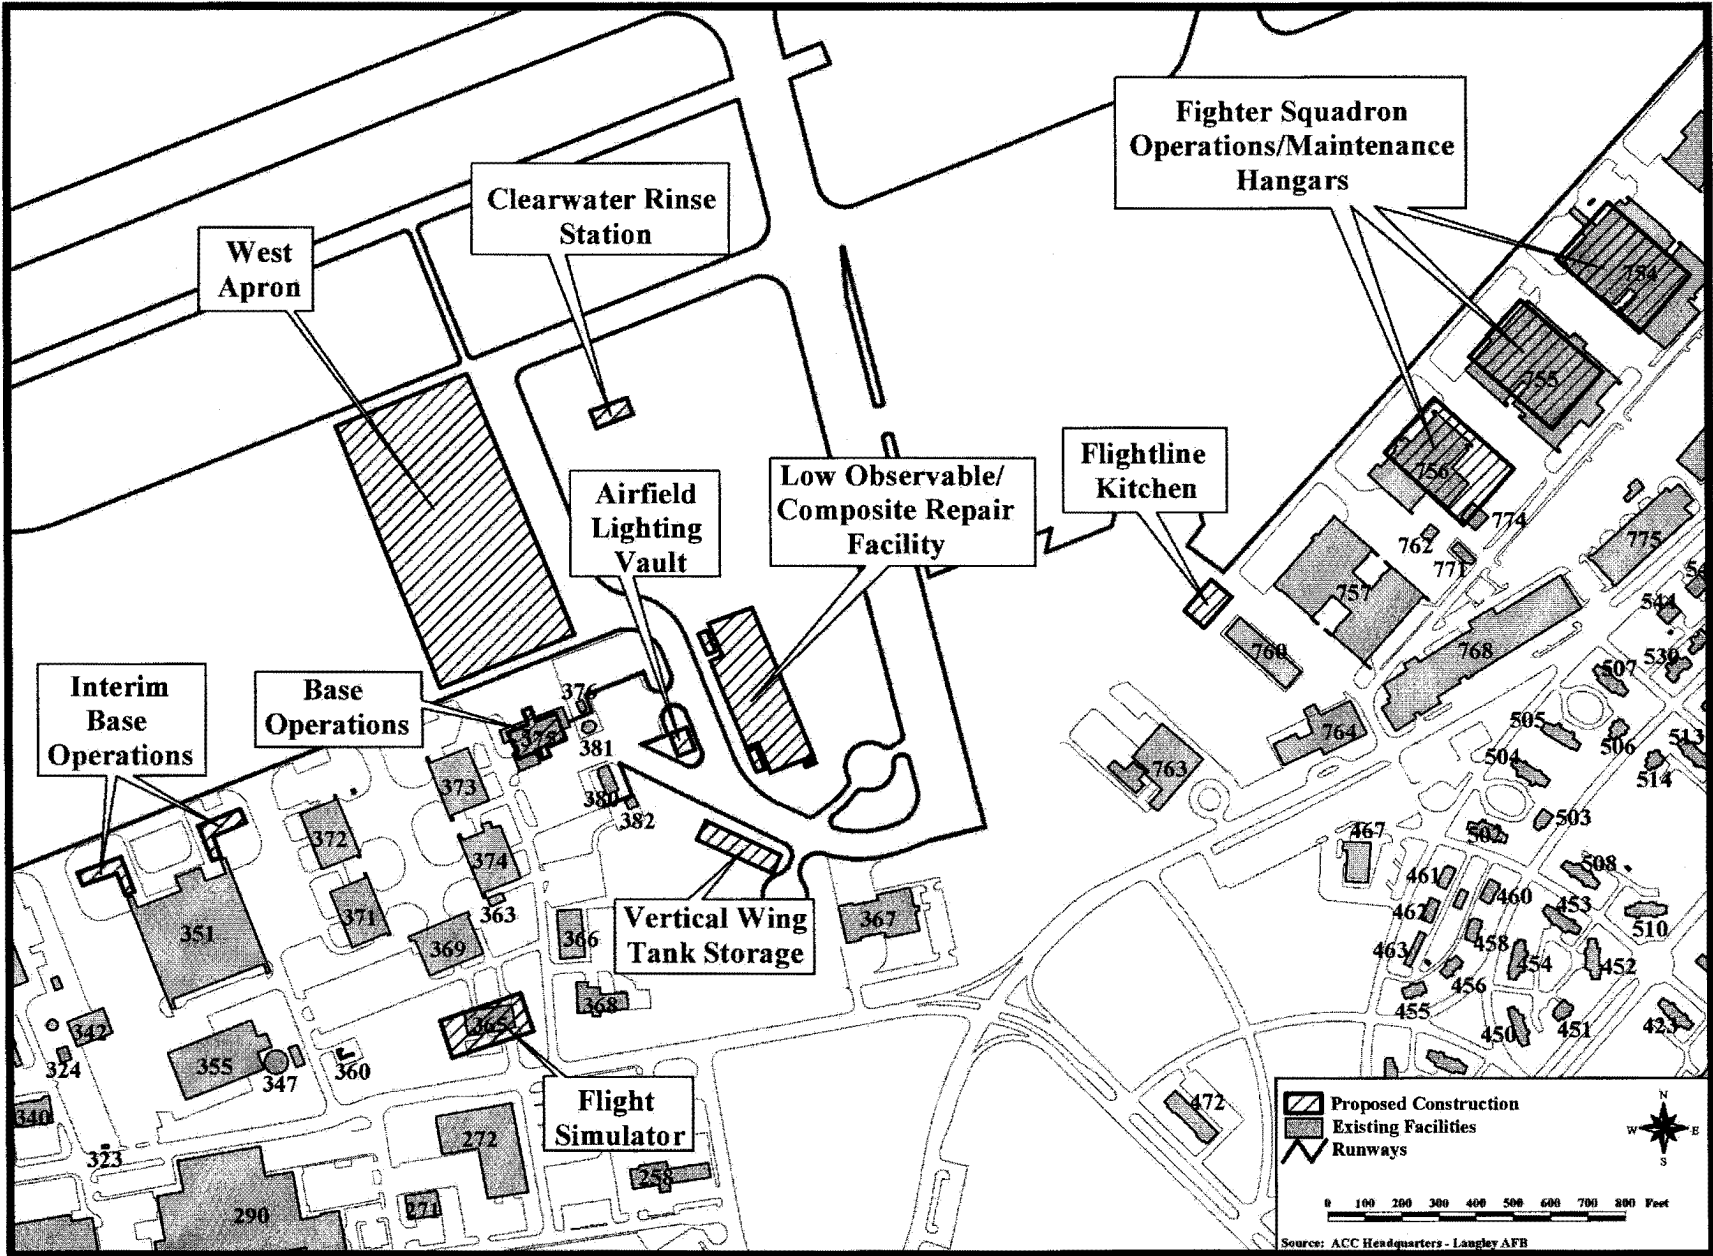 Fighter Squadron
Operations/Maintenance
Hangars
Clearwater Rinse
Station
West
Apron
754
755
756
Flightline
Kitchen
Low Observable/
Composite Repair
Facility
Airfield
Lighting
Vault
774
762
771
775
757
544
760
768
530
507
Interim
Base
Operations
Base
Operations
376
375
381
505
506
513
764
504
514
763
373
380
382
372
374
503
502
467
461
508
363
460
371
462
453
Vertical Wing
Tank Storage
351
369
366
367
463
458
510
454
452
456
368
455
365
342
450
451
423
324
355
347
360
340
Flight
Simulator
472
272
323
258
271
290
Proposed Construction
Existing Facilities
Runways
N
W
E
S
0 100 200 300 400 500 600 700 800 Feet
Source: ACC Headquarters - Langley AFB